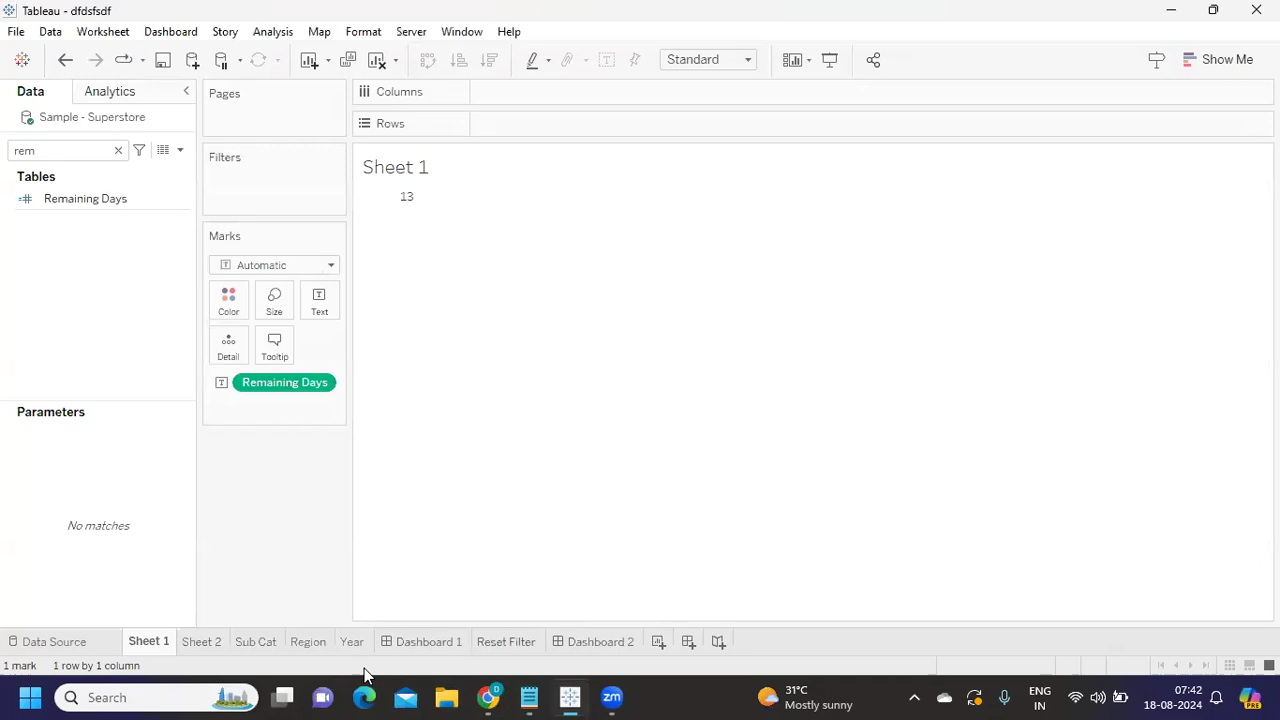 Tableau - dfdsfsdf
File Data Worksheet Dashboard Story Analysis Map Format Server Window Help
Standard Show Me
Data Analytics
Sample - Superstore
rem
Tables
Remaining Days
Parameters
No matches
Pages
Filters
Marks
Automatic
Color Size Text
Detail Tooltip
Remaining Days
Columns
Rows
Sheet 1
13
Data Source Sheet 1 Sheet 2 Sub Cat Region Year Dashboard 1 Reset Filter Dashboard 2
1 mark 1 row by 1 column
Search
31°C
Mostly sunny
ENG
IN
07:42
18-08-2024
D
zm
PRE